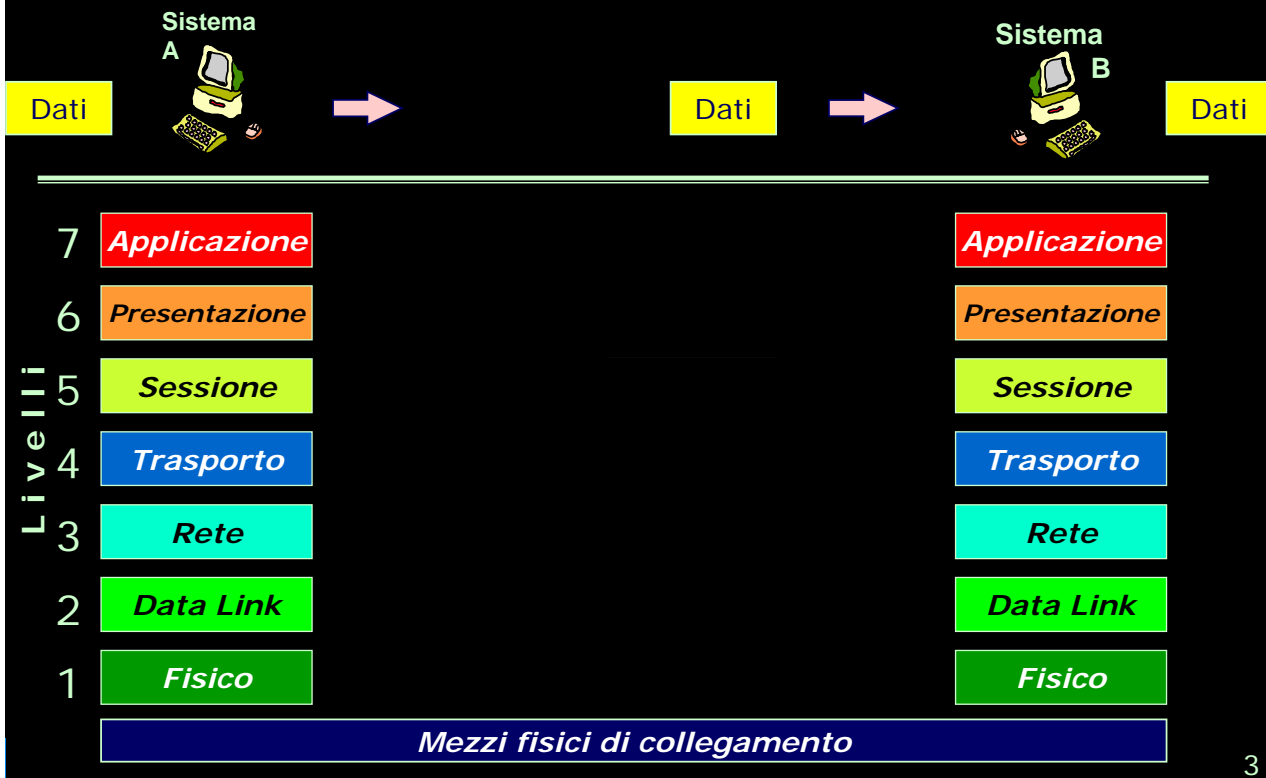 Sistema
A
Sistema
B
Dati
Dati
Dati
7 Applicazione Applicazione
6 Presentazione Presentazione
5 Sessione Sessione
4 Trasporto Trasporto
3 Rete Rete
2 Data Link Data Link
1 Fisico Fisico
Livelli
Mezzi fisici di collegamento
3